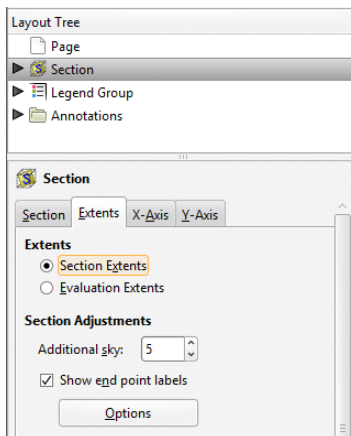 Layout Tree
Page
Section
Legend Group
Annotations
Section
Section Extents X-Axis Y-Axis
Extents
Section Extents
Evaluation Extents
Section Adjustments
Additional sky: 5
Show end point labels
Options